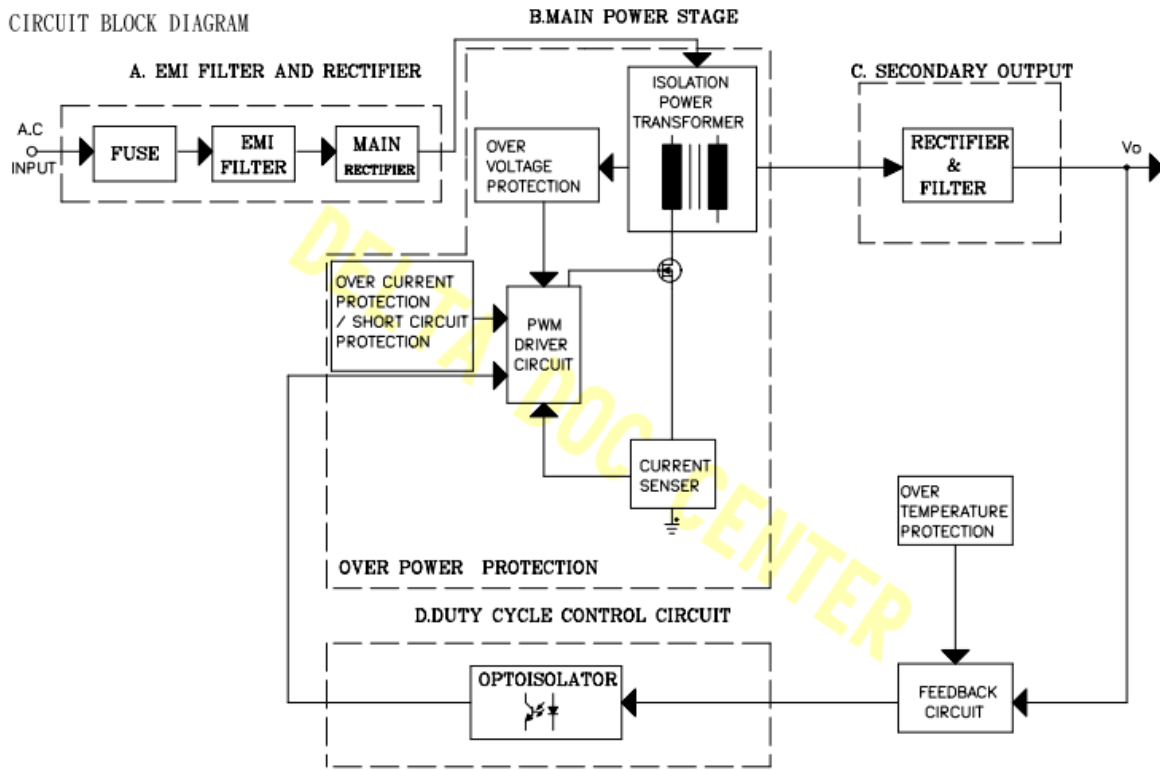 CIRCUIT BLOCK DIAGRAM
B.MAIN POWER STAGE
A. EMI FILTER AND RECTIFIER
C. SECONDARY OUTPUT
A.C
INPUT
FUSE
EMI
FILTER
MAIN
RECTIFIER
OVER
VOLTAGE
PROTECTION
ISOLATION
POWER
TRANSFORMER
RECTIFIER
&
FILTER
Vo
OVER CURRENT
PROTECTION
/ SHORT CIRCUIT
PROTECTION
PWM
DRIVER
CIRCUIT
CURRENT
SENSER
OVER
TEMPERATURE
PROTECTION
OVER POWER PROTECTION
D.DUTY CYCLE CONTROL CIRCUIT
OPTOISOLATOR
FEEDBACK
CIRCUIT
DELTA DOC CENTER